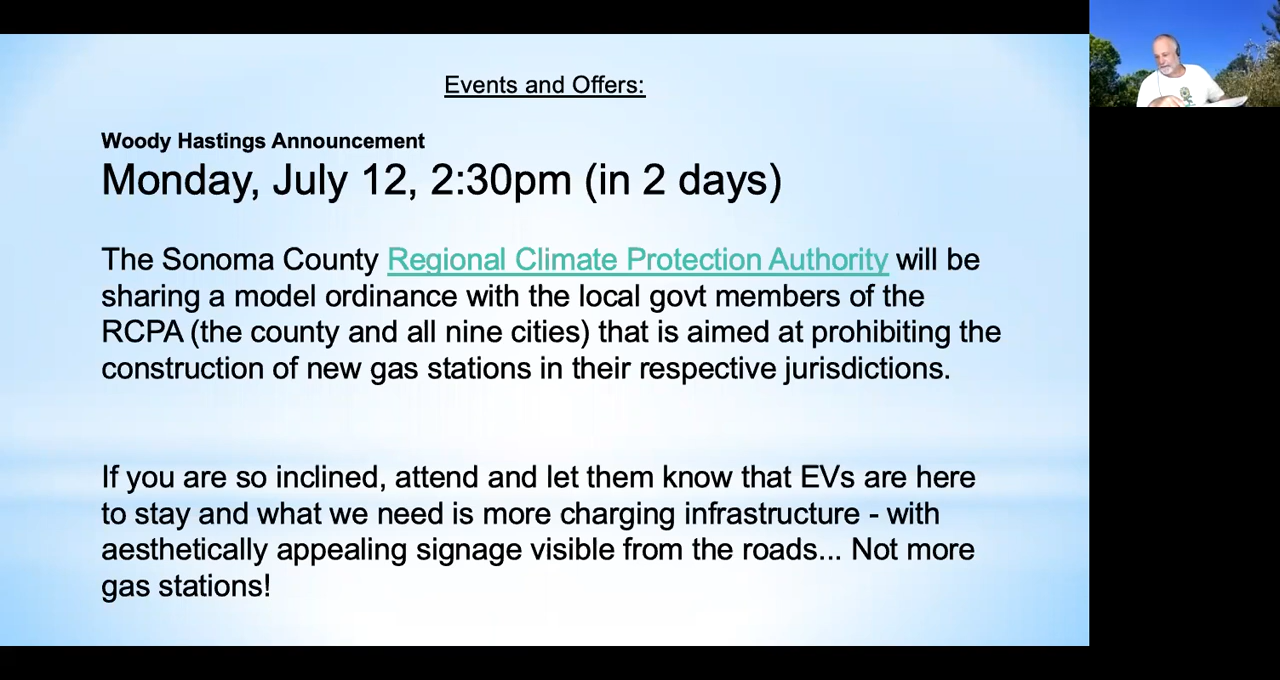 Events and Offers:
Woody Hastings Announcement
Monday, July 12, 2:30pm (in 2 days)
The Sonoma County Regional Climate Protection Authority will be
sharing a model ordinance with the local govt members of the
RCPA (the county and all nine cities) that is aimed at prohibiting the
construction of new gas stations in their respective jurisdictions.
If you are so inclined, attend and let them know that EVs are here
to stay and what we need is more charging infrastructure - with
aesthetically appealing signage visible from the roads... Not more
gas stations!